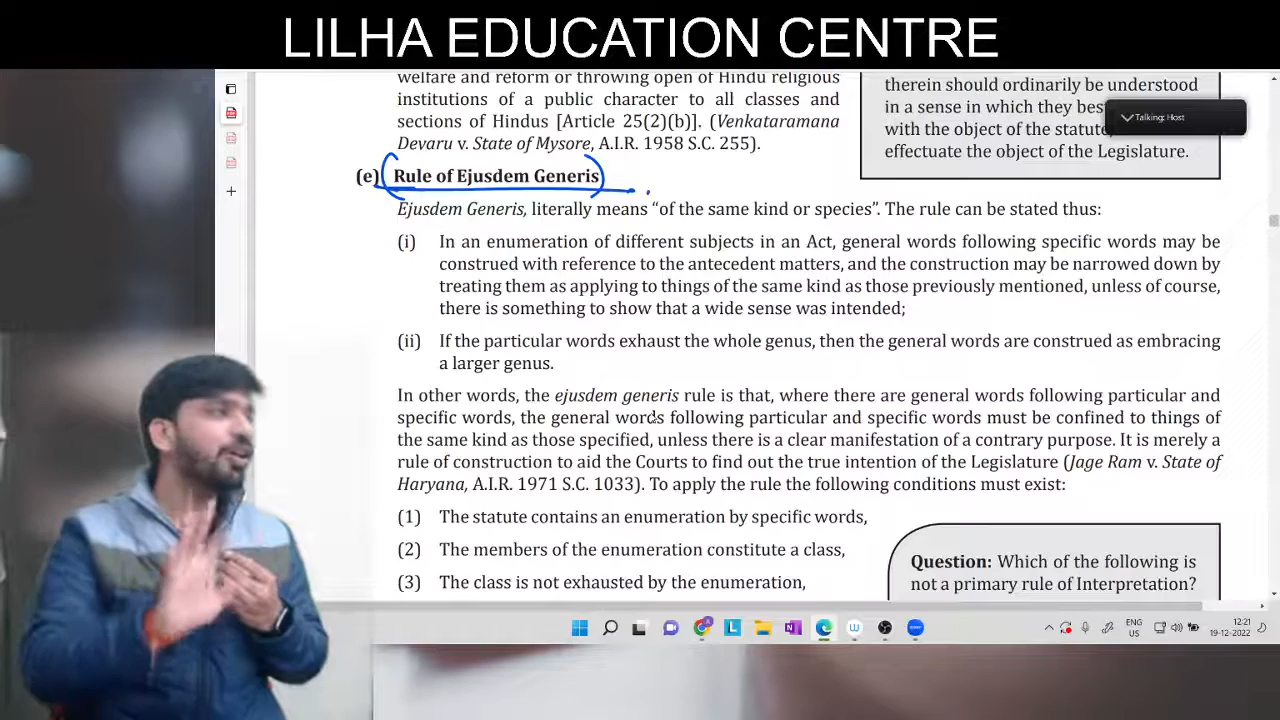 LILHA EDUCATION CENTRE
welfare and reform or throwing open of Hindu religious
institutions of a public character to all classes and
sections of Hindus [Article 25(2)(b)]. (Venkataramana
Devaru v. State of Mysore, A.I.R. 1958 S.C. 255).
therein should ordinarily be understood
in a sense in which they bes
with the object of the statute,
effectuate the object of the Legislature.
Talking: Host
(e) Rule of Ejusdem Generis
Ejusdem Generis, literally means “of the same kind or species”. The rule can be stated thus:
(i) In an enumeration of different subjects in an Act, general words following specific words may be
construed with reference to the antecedent matters, and the construction may be narrowed down by
treating them as applying to things of the same kind as those previously mentioned, unless of course,
there is something to show that a wide sense was intended;
(ii) If the particular words exhaust the whole genus, then the general words are construed as embracing
a larger genus.
In other words, the ejusdem generis rule is that, where there are general words following particular and
specific words, the general words following particular and specific words must be confined to things of
the same kind as those specified, unless there is a clear manifestation of a contrary purpose. It is merely a
rule of construction to aid the Courts to find out the true intention of the Legislature (Jage Ram v. State of
Haryana, A.I.R. 1971 S.C. 1033). To apply the rule the following conditions must exist:
(1) The statute contains an enumeration by specific words,
(2) The members of the enumeration constitute a class,
(3) The class is not exhausted by the enumeration,
Question: Which of the following is
not a primary rule of Interpretation?
ENG
US
12:21
19-12-2022